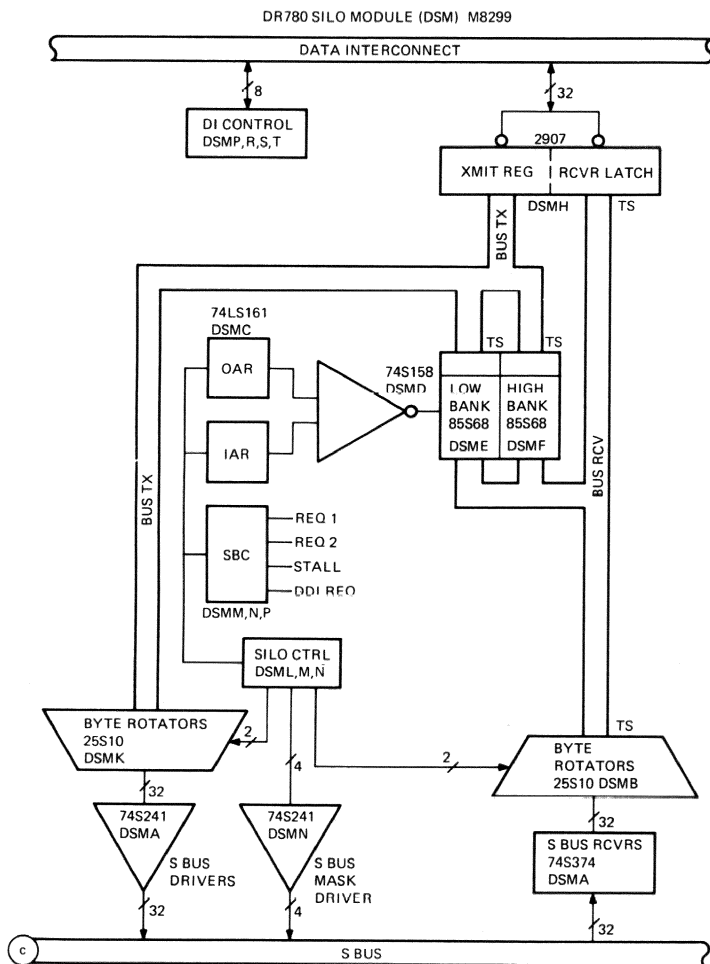 DR780 SILO MODULE (DSM) M8299
DATA INTERCONNECT
8
32
DI CONTROL
DSMP,R,S,T
2907
XMIT REG
RCVR LATCH
DSMH
TS
BUS TX
74LS161
DSMC
OAR
IAR
74S158
DSMD
TS
TS
LOW
BANK
85S68
DSME
HIGH
BANK
85S68
DSMF
BUS RCV
BUS TX
SBC
REQ 1
REQ 2
STALL
DDI REQ
DSMM,N,P
SILO CTRL
DSML,M,N
BYTE ROTATORS
25S10
DSMK
2
4
2
TS
BYTE
ROTATORS
25S10 DSMB
32
74S241
DSMA
S BUS
DRIVERS
74S241
DSMN
S BUS
MASK
DRIVER
32
S BUS RCVRS
74S374
DSMA
32
4
32
c
S BUS